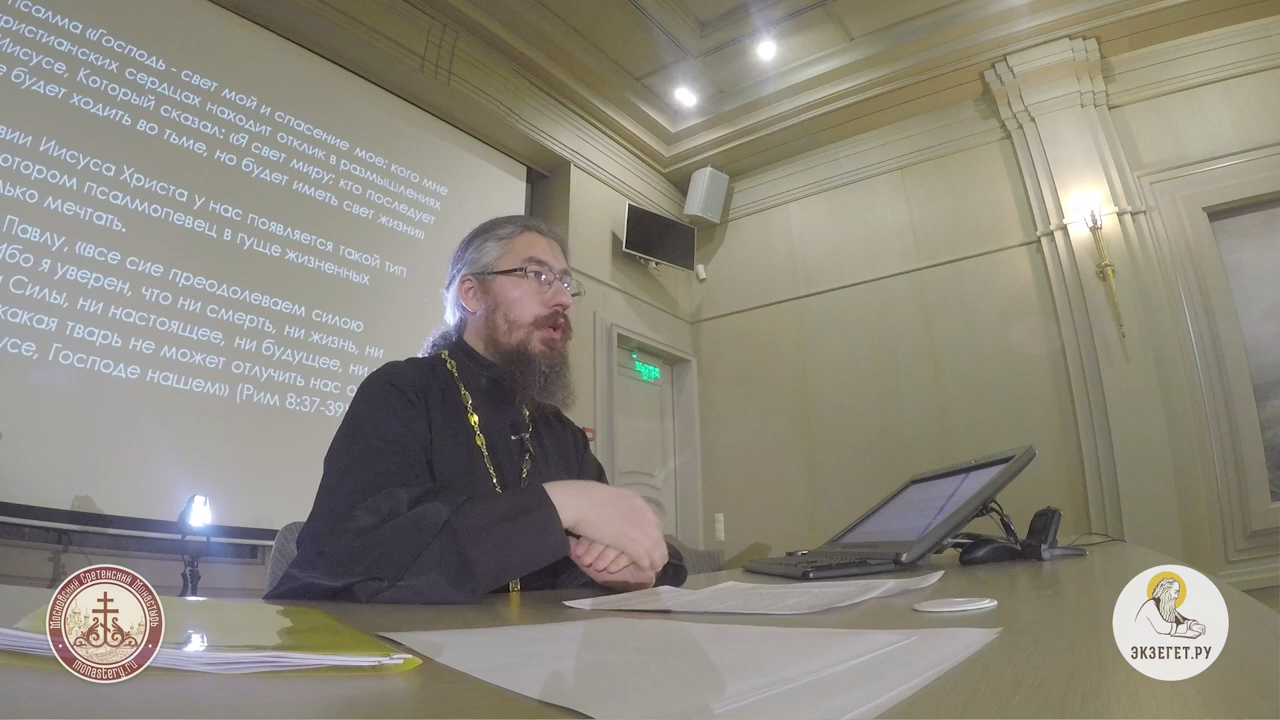 псалма «Господь - свет мой и спасение мое: кого мне
христианских сердцах находит отклик в размышлениях
Иисусе, Который сказал: «Я свет миру; кто последует
е будет ходить во тьме, но будет иметь свет жизни»
вии Иисуса Христа у нас появляется такой тип
котором псалмопевец в гуще жизненных
лько мечтать.
Павлу, «все сие преодолеваем силою
Ибо я уверен, что ни смерть, ни жизнь, ни
Силы, ни настоящее, ни будущее, ни
какая тварь не может отлучить нас о
усе, Господе нашем» (Рим 8:37-39)
Московский Сретенский Монастырь
monastery.ru
ЭКЗЕГЕТ.РУ